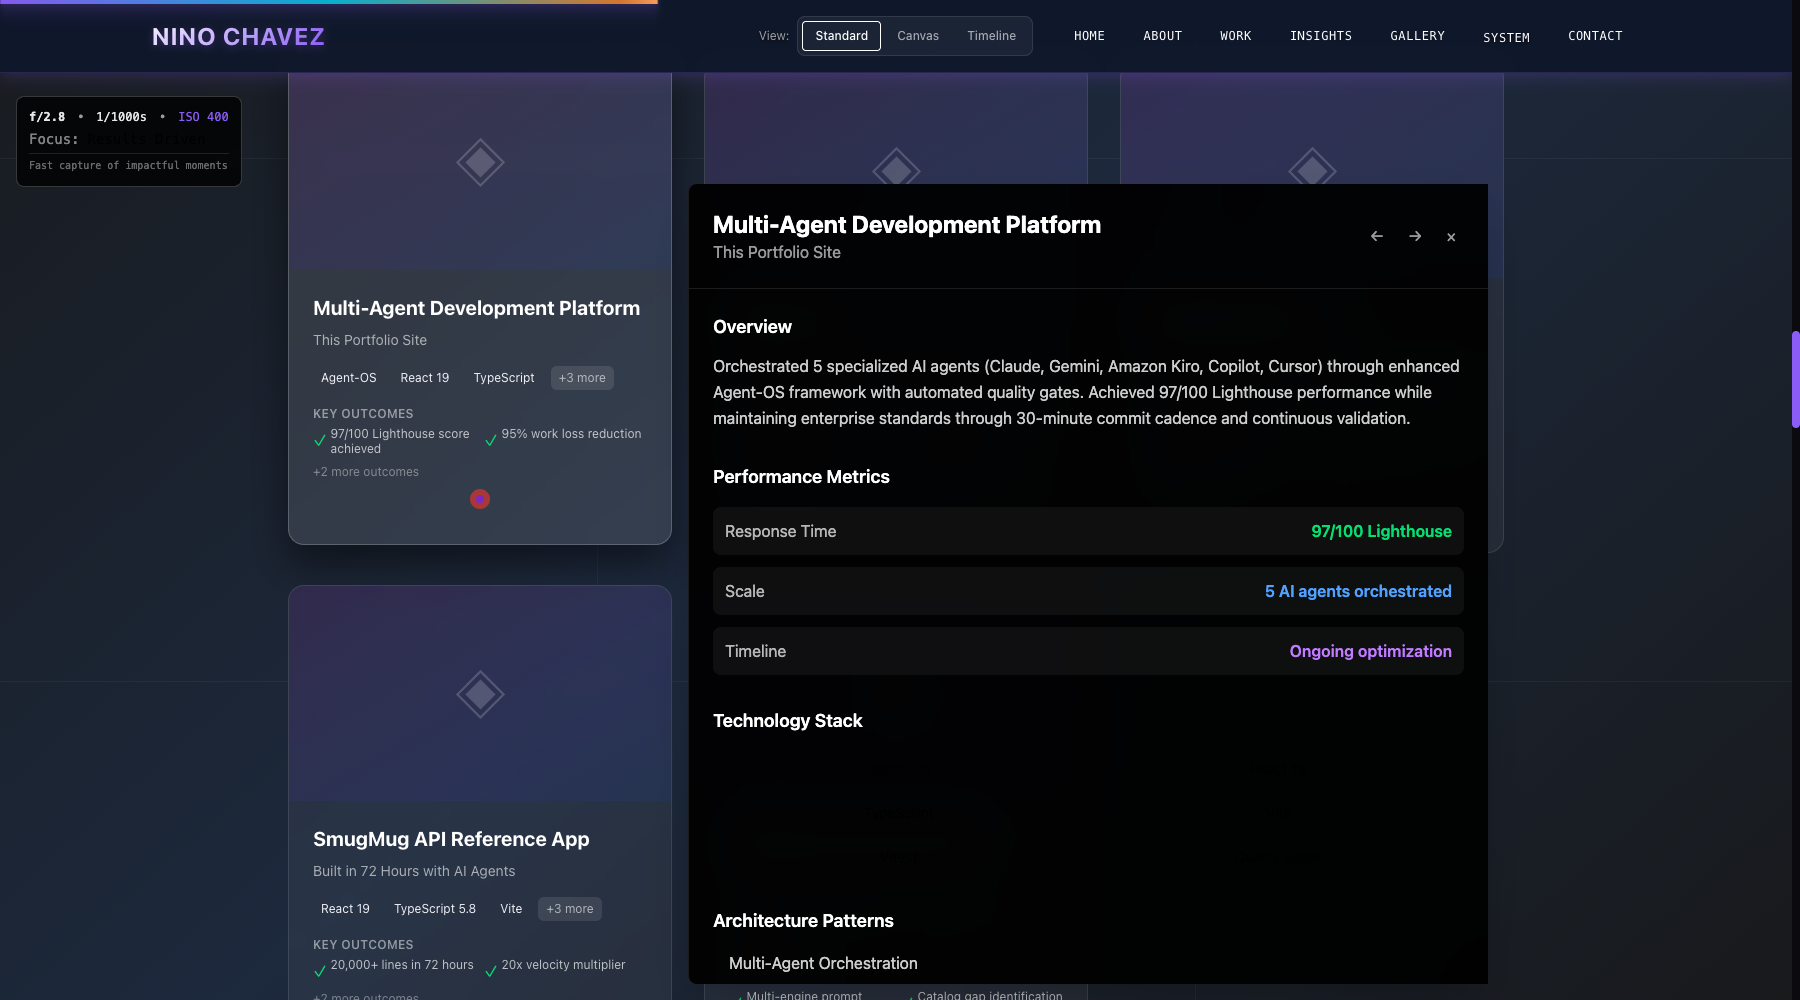 NINO CHAVEZ
View: Standard Canvas Timeline
HOME ABOUT WORK INSIGHTS GALLERY SYSTEM CONTACT
f/2.8 • 1/1000s • ISO 400
Focus: Results Driven
Fast capture of impactful moments
Multi-Agent Development Platform
This Portfolio Site
Agent-OS React 19 TypeScript +3 more
KEY OUTCOMES
97/100 Lighthouse score achieved
95% work loss reduction
+2 more outcomes
SmugMug API Reference App
Built in 72 Hours with AI Agents
React 19 TypeScript 5.8 Vite +3 more
KEY OUTCOMES
20,000+ lines in 72 hours
20x velocity multiplier
+2 more outcomes
Multi-Agent Development Platform
This Portfolio Site
Overview
Orchestrated 5 specialized AI agents (Claude, Gemini, Amazon Kiro, Copilot, Cursor) through enhanced
Agent-OS framework with automated quality gates. Achieved 97/100 Lighthouse performance while
maintaining enterprise standards through 30-minute commit cadence and continuous validation.
Performance Metrics
Response Time 97/100 Lighthouse
Scale 5 AI agents orchestrated
Timeline Ongoing optimization
Technology Stack
Architecture Patterns
Multi-Agent Orchestration
Multi-engine prompt
Catalog gap identification